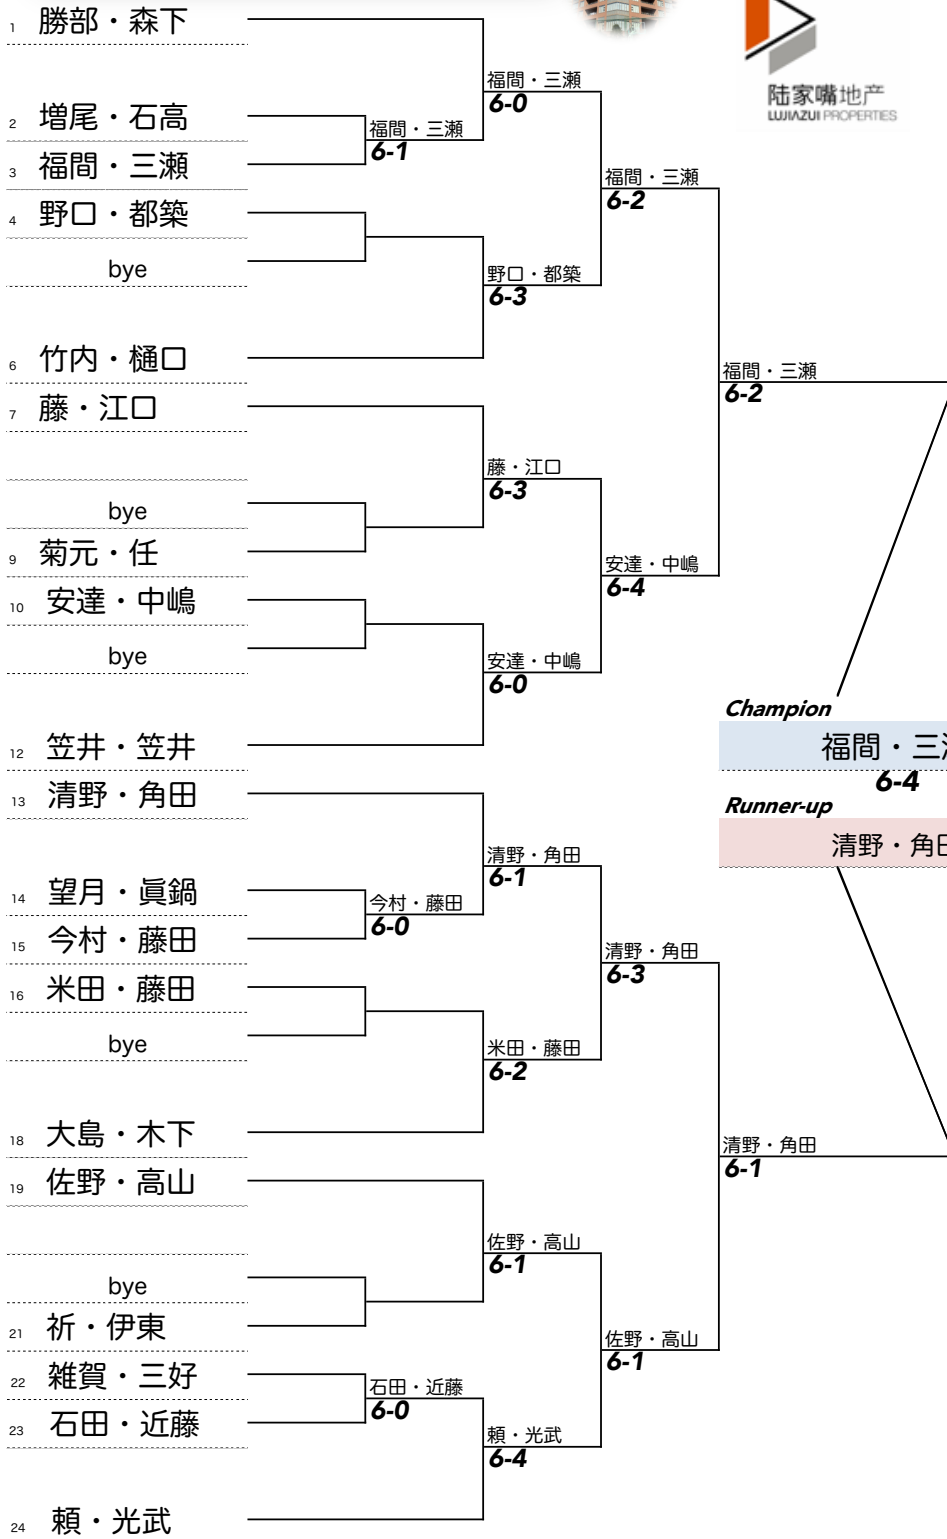 1 勝部・森下
陆家嘴地产
LUJIAZUI PROPERTIES
福間・三瀬
6-0
2 増尾・石高
福間・三瀬
6-1
3 福間・三瀬
福間・三瀬
6-2
4 野口・都築
bye
野口・都築
6-3
6 竹内・樋口
福間・三瀬
6-2
7 藤・江口
藤・江口
6-3
bye
9 菊元・任
安達・中嶋
6-4
10 安達・中嶋
bye
安達・中嶋
6-0
Champion
12 笠井・笠井
福間・三
6-4
13 清野・角田
Runner-up
清野・角
清野・角田
6-1
14 望月・眞鍋
今村・藤田
6-0
15 今村・藤田
清野・角田
6-3
16 米田・藤田
bye
米田・藤田
6-2
18 大島・木下
清野・角田
6-1
19 佐野・高山
佐野・高山
6-1
bye
21 祈・伊東
佐野・高山
6-1
22 雑賀・三好
石田・近藤
6-0
23 石田・近藤
頼・光武
6-4
24 頼・光武